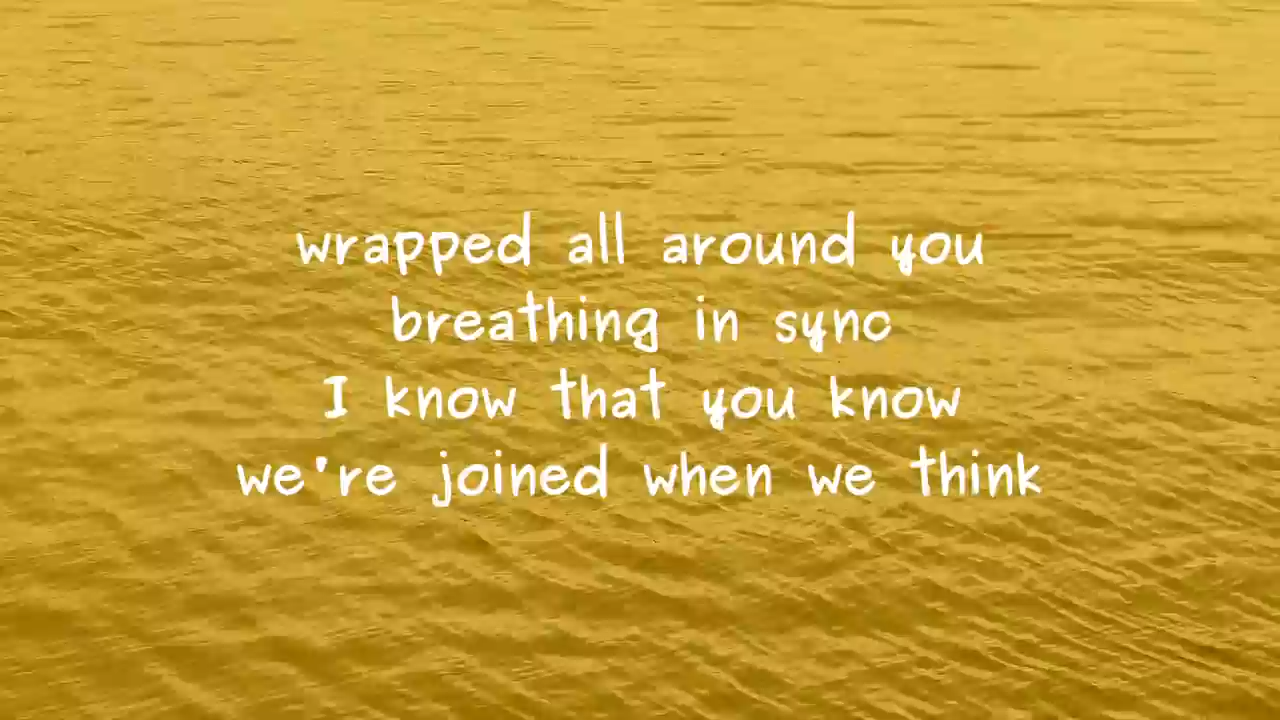 wrapped all around you
breathing in sync
I know that you know
we're joined when we think